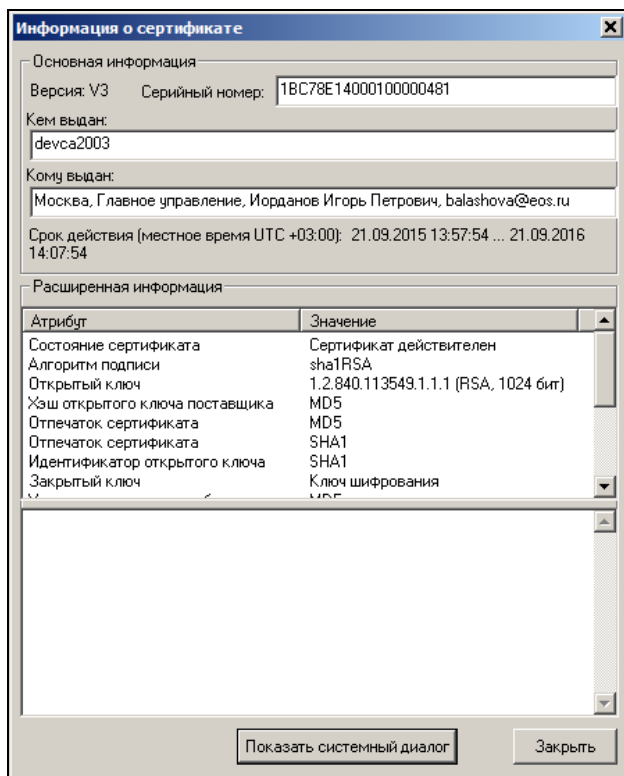 Информация о сертификате
Основная информация
Версия: V3 Серийный номер: 1BC78E14000100000481
Кем выдан:
devca2003
Кому выдан:
Москва, Главное управление, Иорданов Игорь Петрович, balashova@eos.ru
Срок действия (местное время UTC +03:00): 21.09.2015 13:57:54 ... 21.09.2016
14:07:54
Расширенная информация
Атрибут Значение
Состояние сертификата Сертификат действителен
Алгоритм подписи sha1RSA
Открытый ключ 1.2.840.113549.1.1.1 (RSA, 1024 бит)
Хэш открытого ключа поставщика MD5
Отпечаток сертификата MD5
Отпечаток сертификата SHA1
Идентификатор открытого ключа SHA1
Закрытый ключ Ключ шифрования
Показать системный диалог Закрыть